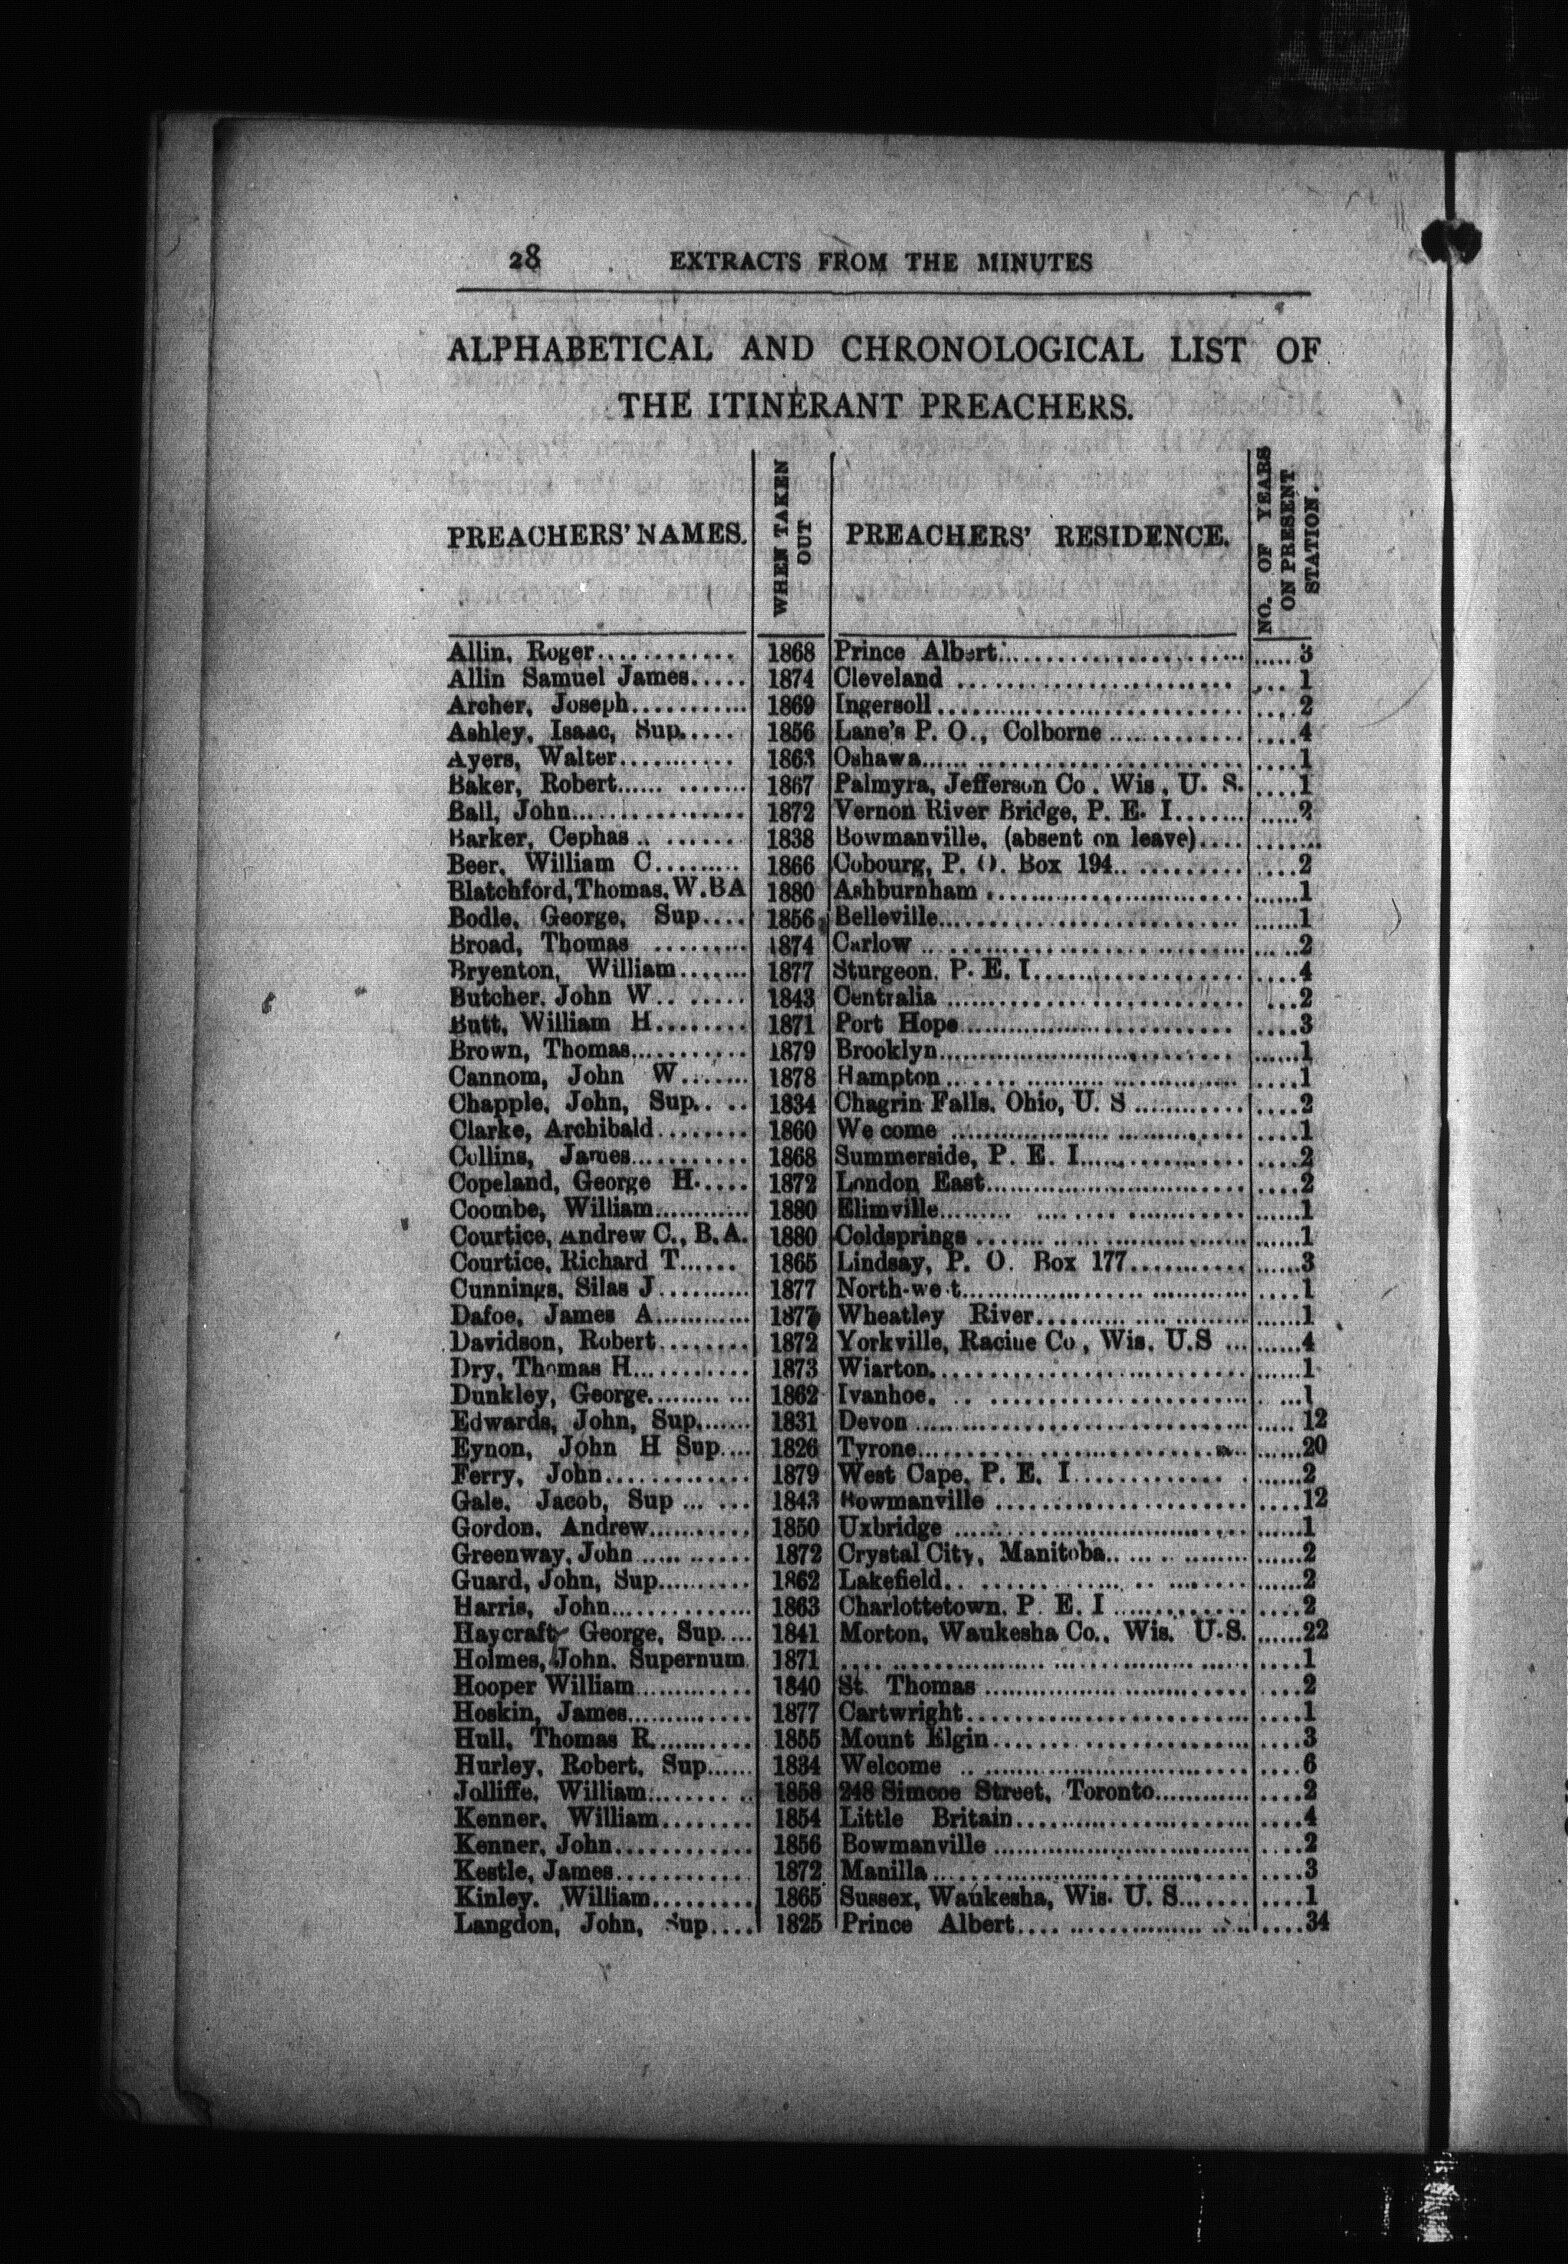 28 EXTRACTS FROM THE MINUTES
ALPHABETICAL AND CHRONOLOGICAL LIST OF
THE ITINERANT PREACHERS.
PREACHERS' NAMES. WHEN TAKEN OUT PREACHERS' RESIDENCE. NO. OF YEARS ON PRESENT STATION.
Allin, Roger............ 1868 Prince Albert..................... ......3
Allin Samuel James..... 1874 Cleveland ........................ .... 1
Archer, Joseph........... 1869 Ingersoll........................... ....2
Ashley, Isaac, Sup..... 1856 Lane's P. O., Colborne ............ ....4
Ayers, Walter........... 1863 Oshawa............................ ....1
Baker, Robert............. 1867 Palmyra, Jefferson Co. Wis, U. S. ....1
Ball, John................ 1872 Vernon River Bridge, P. E. I....... .....2
Barker, Cephas......... 1838 Bowmanville, (absent on leave).... .......
Beer, William C......... 1866 Cobourg, P. O. Box 194........... ....2
Blatchford, Thomas. W. BA 1880 Ashburnham ........................ ......1
Bodle, George, Sup.... 1856 Belleville.......................... ......1
Broad, Thomas ......... 1874 Carlow ........................... .....2
Bryenton, William....... 1877 Sturgeon, P. E. I................... ....4
Butcher, John W........ 1843 Centralia ......................... ...2
Butt, William H........ 1871 Port Hope......................... ....3
Brown, Thomas........... 1879 Brooklyn........................... ......1
Cannom, John W....... 1878 Hampton........................... ....1
Chapple, John, Sup.... 1834 Chagrin Falls, Ohio, U. S ........... ....2
Clarke, Archibald........ 1860 We come ......................... ....1
Collins, James........... 1868 Summerside, P. E. I................ ....2
Copeland, George H..... 1872 London East....................... ....2
Coombe, William............ 1880 Elimville........................... ......1
Courtice, Andrew C., B. A. 1880 Coldsprings ........................ ......1
Courtice, Richard T...... 1865 Lindsay, P. O. Box 177........... ......3
Cunnings, Silas J.......... 1877 North-we t.......................... ....1
Dafoe, James A............ 1877 Wheatley River.................... ......1
Davidson, Robert........ 1872 Yorkville, Racine Co, Wis. U.S ... ......4
Dry, Thomas H........... 1873 Wiarton........................... ......1
Dunkley, George........... 1862 Ivanhoe........................... ...1
Edwards, John, Sup....... 1831 Devon .............................. .....12
Eynon, John H Sup.... 1826 Tyrone............................ ......20
Ferry, John............. 1879 West Cape, P. E. I............. ......2
Gale, Jacob, Sup ... ... 1843 Bowmanville ...................... ....12
Gordon, Andrew.......... 1850 Uxbridge ........................... ......1
Greenway, John ........... 1872 Crystal City, Manitoba.............. ......2
Guard, John, Sup......... 1862 Lakefield........................... ......2
Harris, John.............. 1863 Charlottetown, P. E. I ............. ....2
Haycraft George, Sup.... 1841 Morton, Waukesha Co., Wis. U.S. ......22
Holmes, John, Supernum 1871 ................................... ....1
Hooper William............ 1840 St. Thomas ......................... ....2
Hoskin, James............. 1877 Cartwright......................... ....1
Hull, Thomas R.......... 1855 Mount Elgin....................... ....3
Hurley, Robert, Sup...... 1834 Welcome ........................... ....6
Jolliffe, William......... 1858 248 Simcoe Street, Toronto............ ....2
Kenner, William........ 1854 Little Britain....................... ....4
Kenner, John............. 1856 Bowmanville ...................... ....2
Kestle, James............ 1872 Manilla ............................ ....3
Kinley. William......... 1865 Sussex, Waukesha, Wis. U. S....... ....1
Langdon, John, Sup.... 1825 Prince Albert..................... ....34